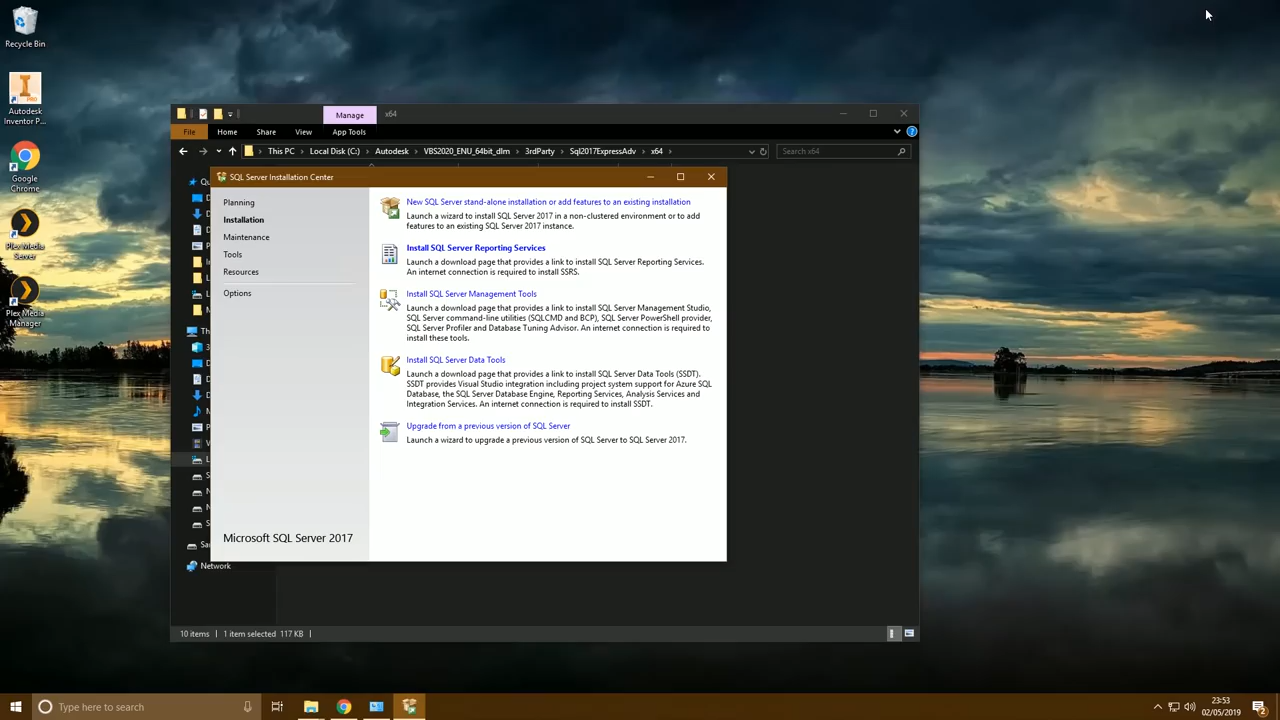 Recycle Bin
Autodesk
Inventor P...
Google
Chrome
Plex Media
Server
Plex Media
Manager
Manage
x64
File
Home
Share
View
App Tools
This PC
Local Disk (C:)
Autodesk
VBS2020_ENU_64bit_dlm
3rdParty
Sql2017ExpressAdv
x64
Search x64
SQL Server Installation Center
Planning
Installation
Maintenance
Tools
Resources
Options
Microsoft SQL Server 2017
New SQL Server stand-alone installation or add features to an existing installation
Launch a wizard to install SQL Server 2017 in a non-clustered environment or to add
features to an existing SQL Server 2017 instance.
Install SQL Server Reporting Services
Launch a download page that provides a link to install SQL Server Reporting Services.
An internet connection is required to install SSRS.
Install SQL Server Management Tools
Launch a download page that provides a link to install SQL Server Management Studio,
SQL Server command-line utilities (SQLCMD and BCP), SQL Server PowerShell provider,
SQL Server Profiler and Database Tuning Advisor. An internet connection is required to
install these tools.
Install SQL Server Data Tools
Launch a download page that provides a link to install SQL Server Data Tools (SSDT).
SSDT provides Visual Studio integration including project system support for Azure SQL
Database, the SQL Server Database Engine, Reporting Services, Analysis Services and
Integration Services. An internet connection is required to install SSDT.
Upgrade from a previous version of SQL Server
Launch a wizard to upgrade a previous version of SQL Server to SQL Server 2017.
Network
10 items
1 item selected 117 KB
Type here to search
23:53
02/05/2019
2